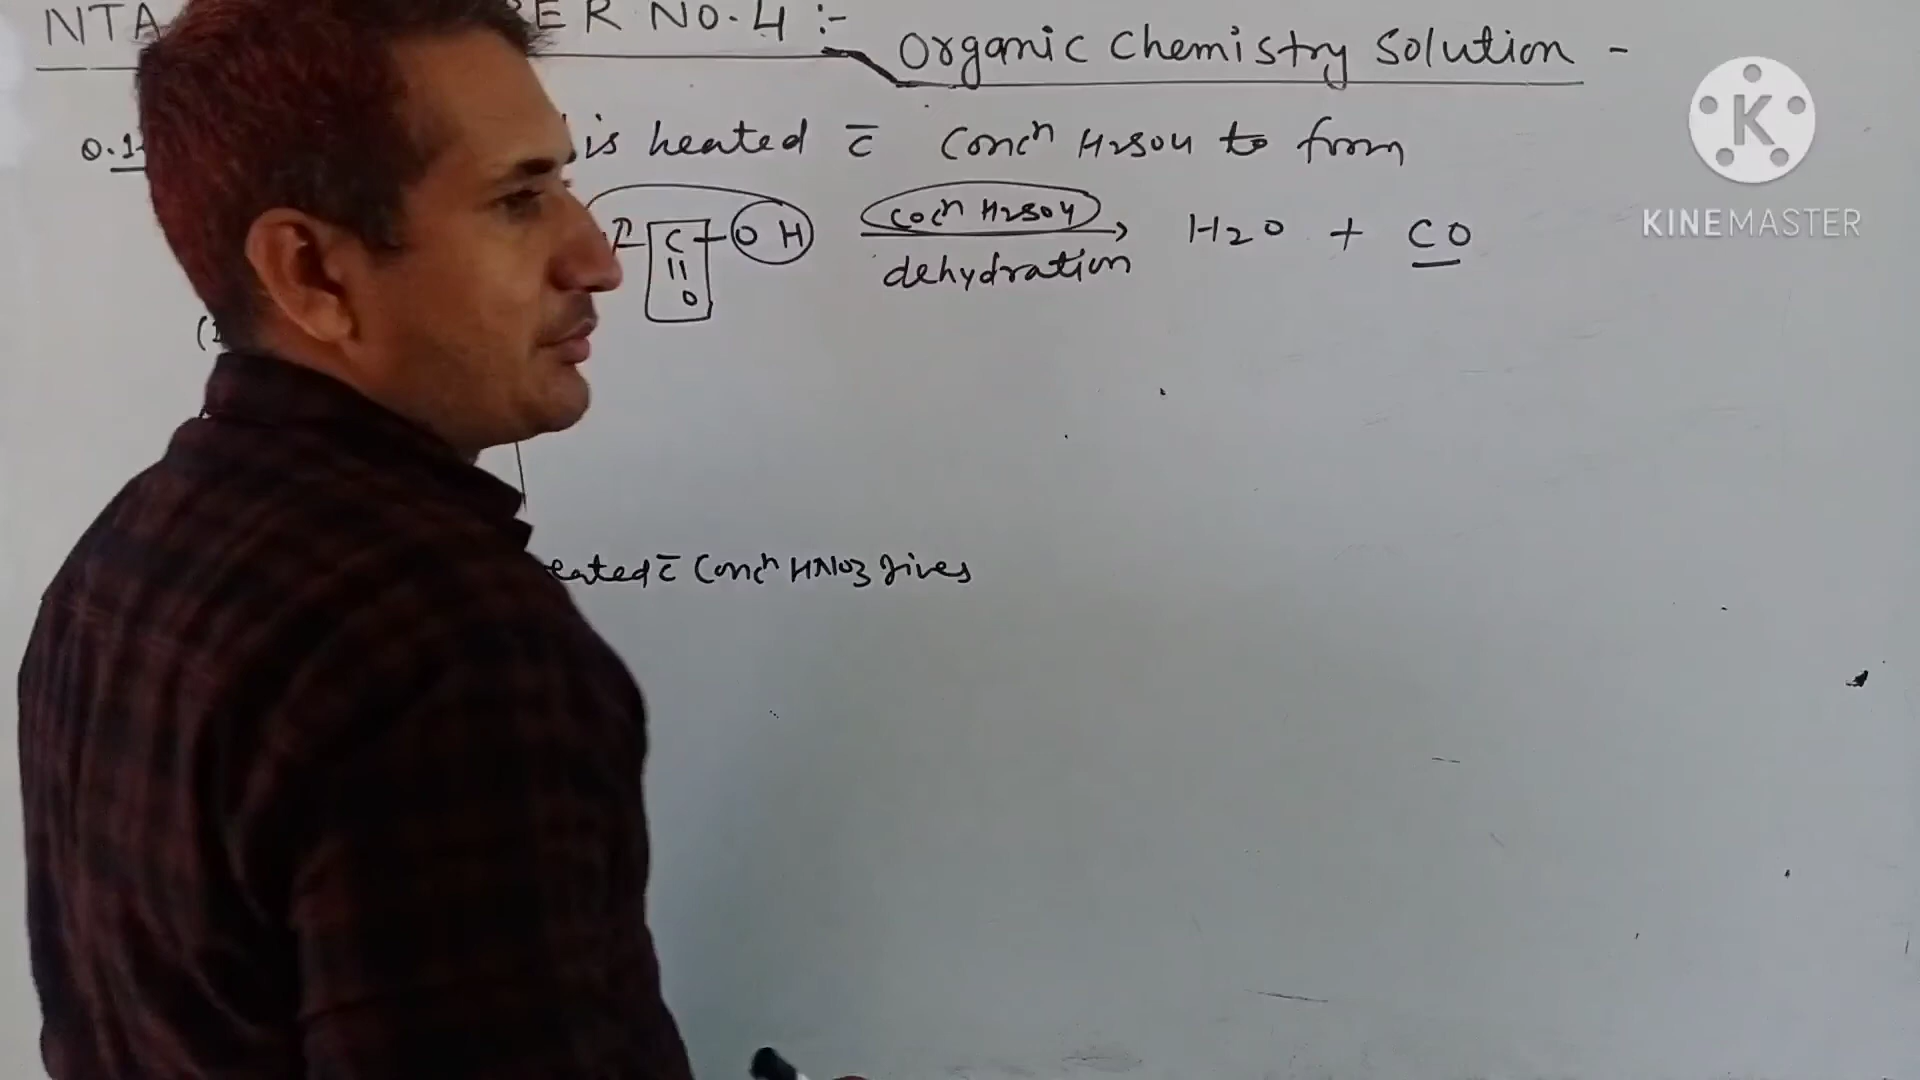 NTA ER NO. 4 :- Organic Chemistry Solution -
Q.1 is heated c̄ Concⁿ H2SO4 to form
C - OH Cocⁿ H2SO4 H2O + CO
|| dehydration
O
eated c̄ Concⁿ HNO3 gives
KINEMASTER